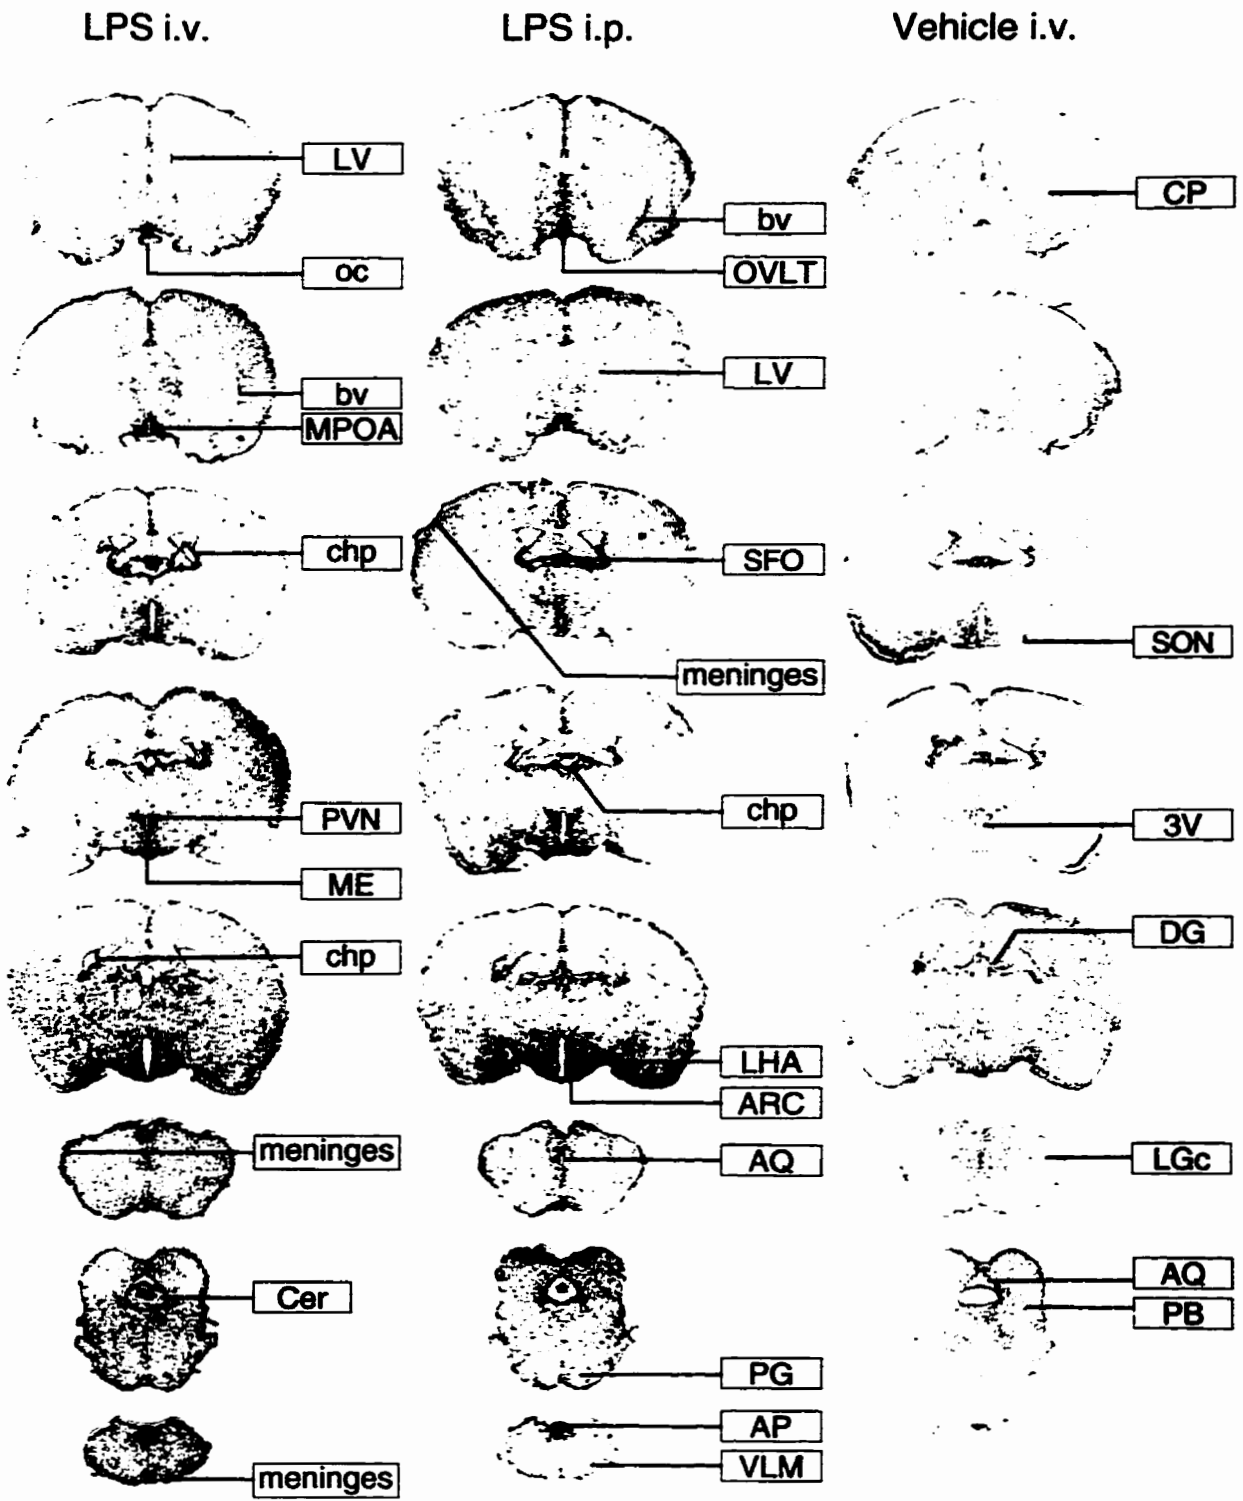 LPS i.v.
LPS i.p.
Vehicle i.v.
LV
CP
bv
oc
OVLT
bv
LV
MPOA
chp
SFO
SON
meninges
PVN
chp
3V
ME
chp
DG
LHA
ARC
meninges
AQ
LGc
Cer
AQ
PB
PG
AP
VLM
meninges